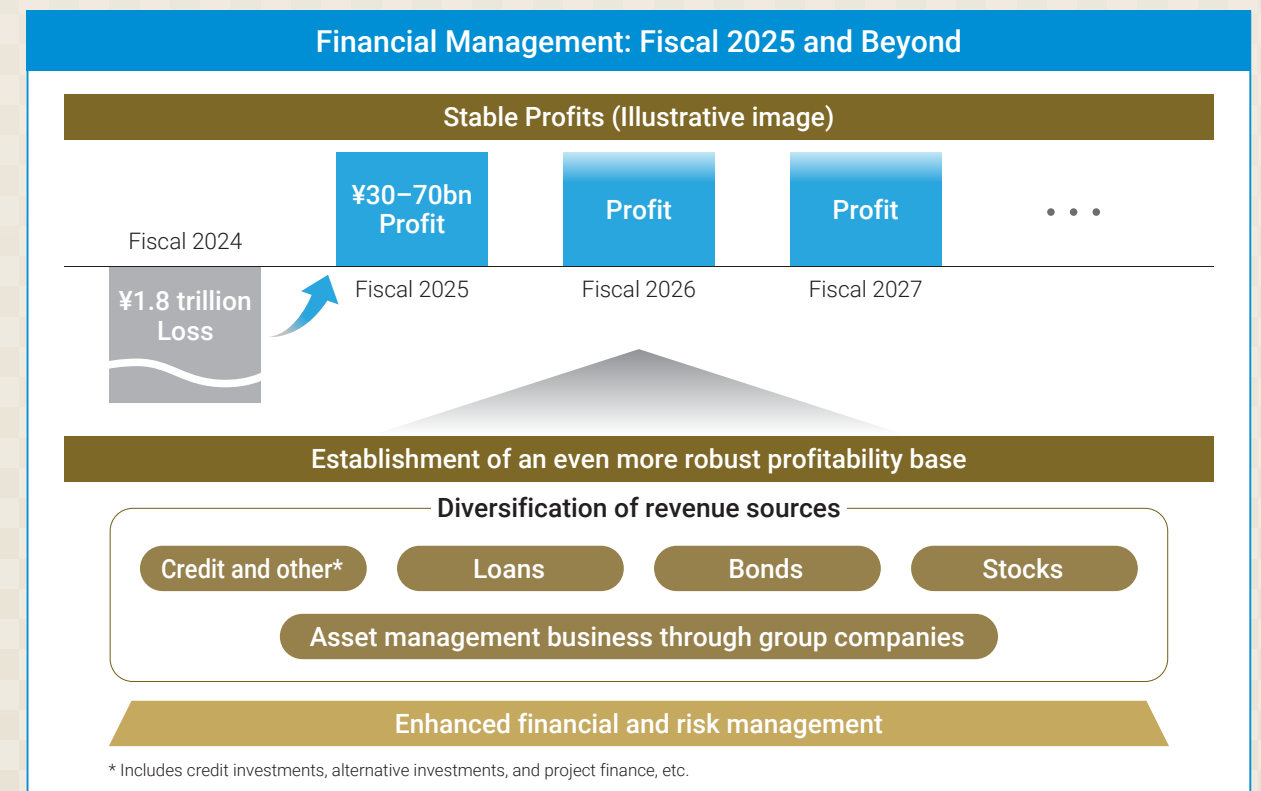 Financial Management: Fiscal 2025 and Beyond
Stable Profits (Illustrative image)
Fiscal 2024
¥1.8 trillion
Loss
¥30–70bn
Profit
Fiscal 2025
Profit
Fiscal 2026
Profit
Fiscal 2027
• • •
Establishment of an even more robust profitability base
Diversification of revenue sources
Credit and other*
Loans
Bonds
Stocks
Asset management business through group companies
Enhanced financial and risk management
* Includes credit investments, alternative investments, and project finance, etc.